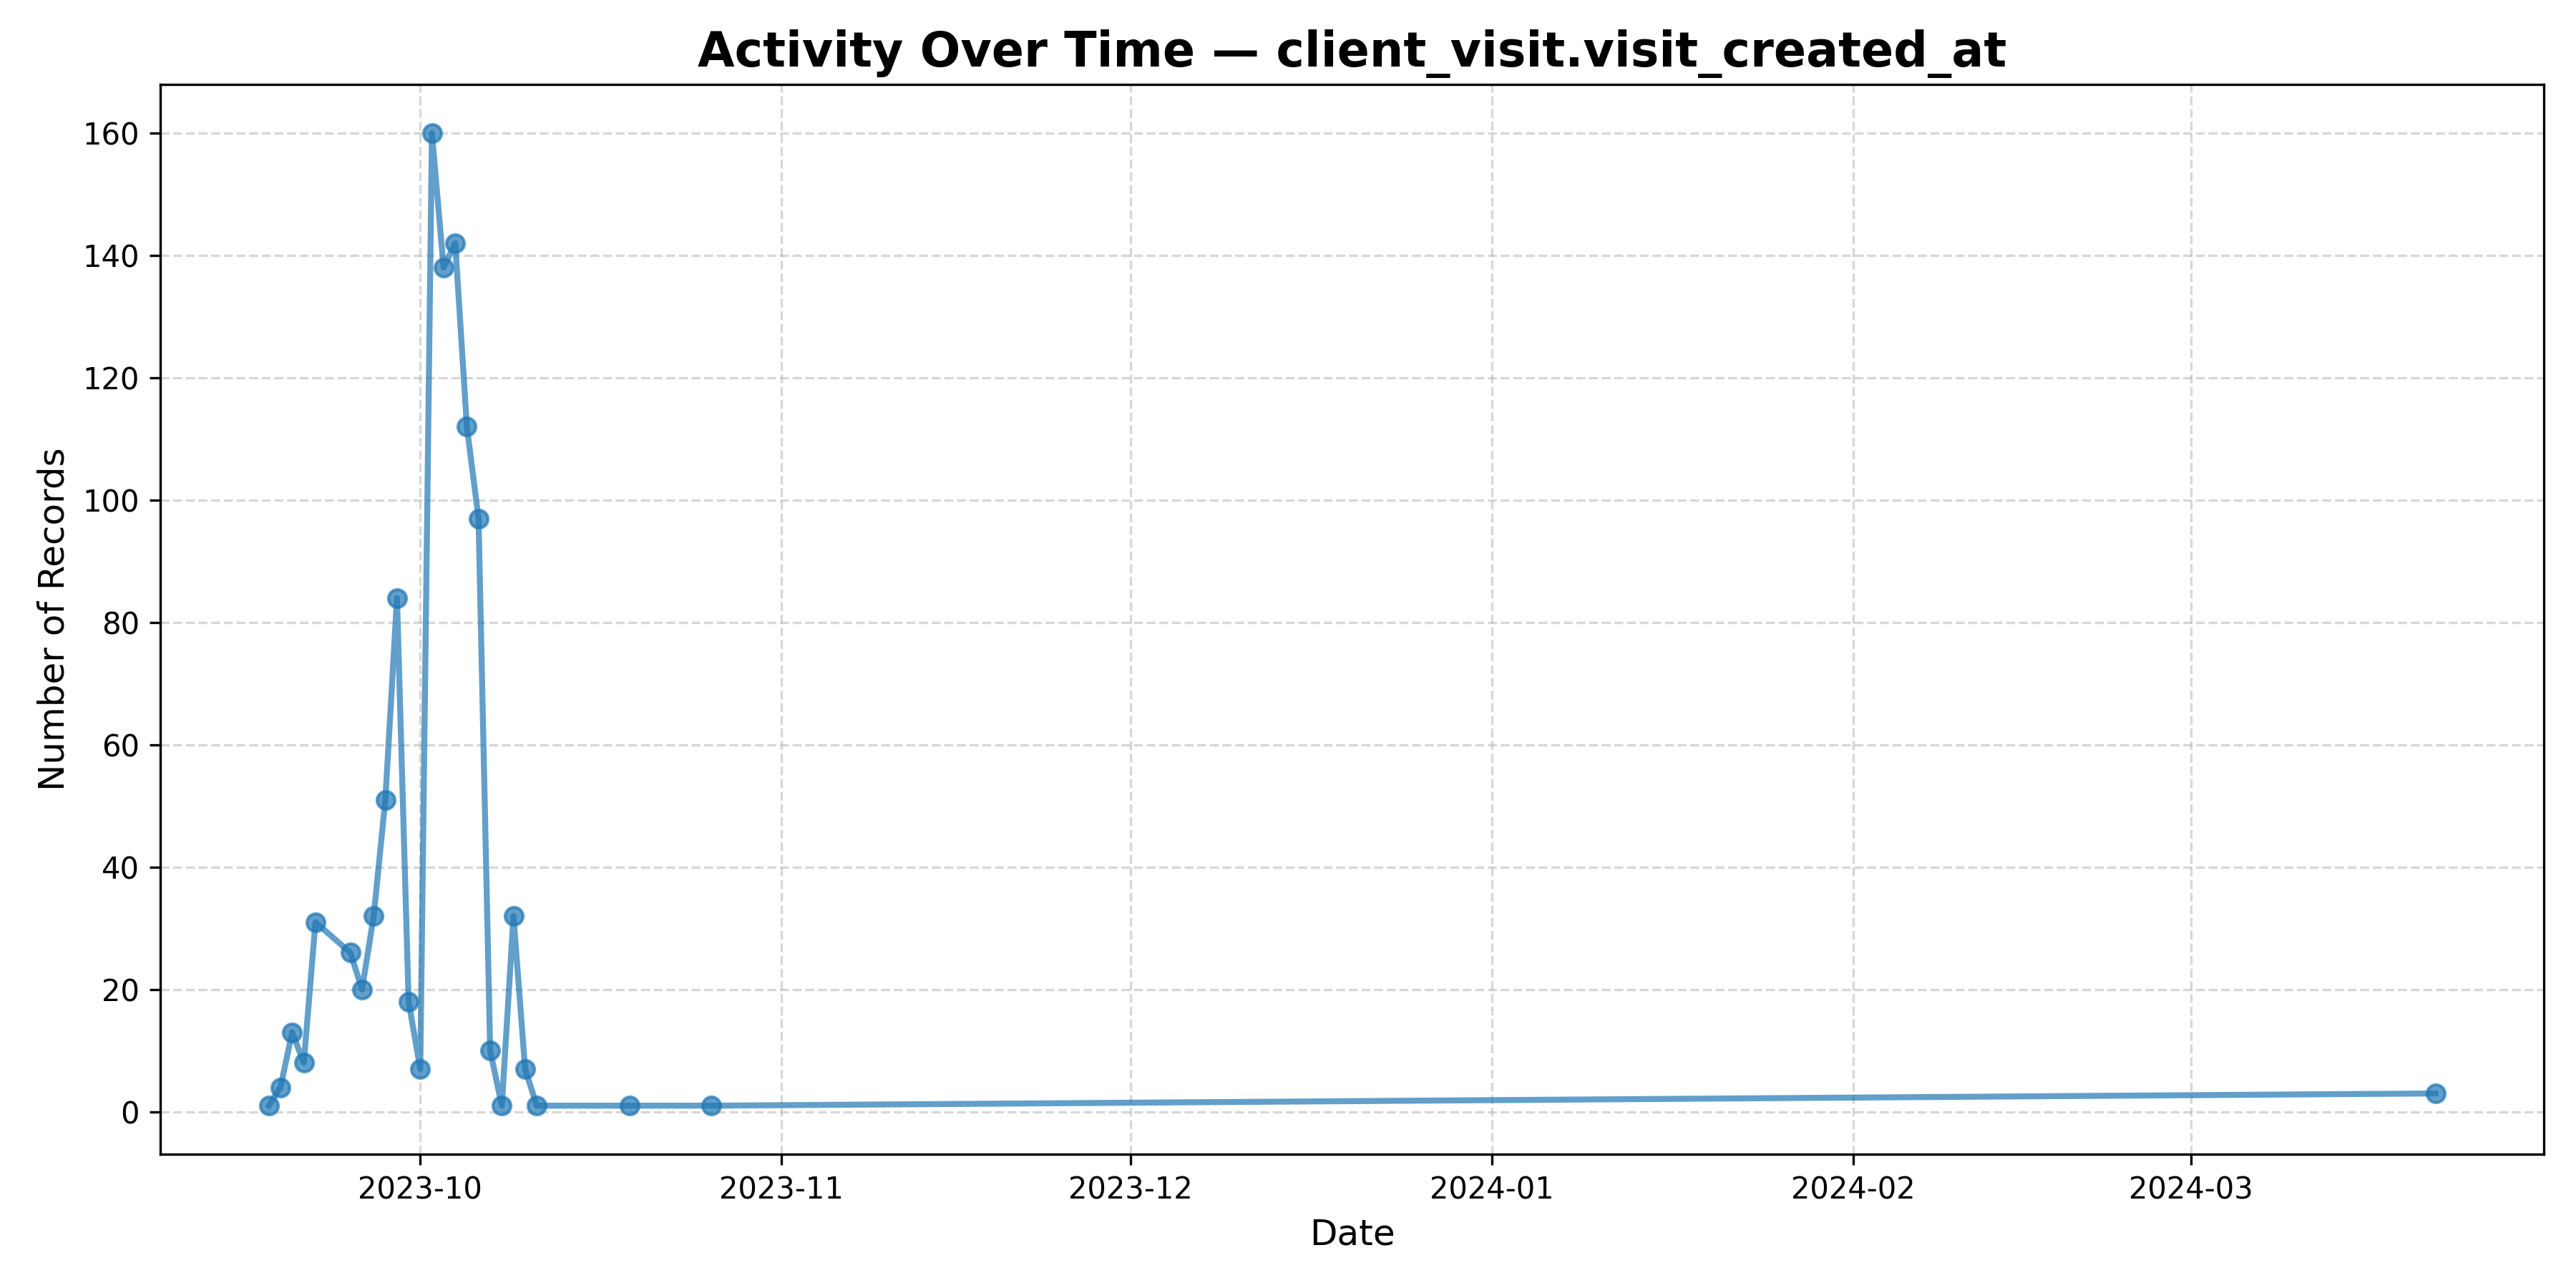 Activity Over Time — client_visit.visit_created_at
160
140
120
100
80
60
40
20
0
Number of Records
2023-10 2023-11 2023-12 2024-01 2024-02 2024-03
Date